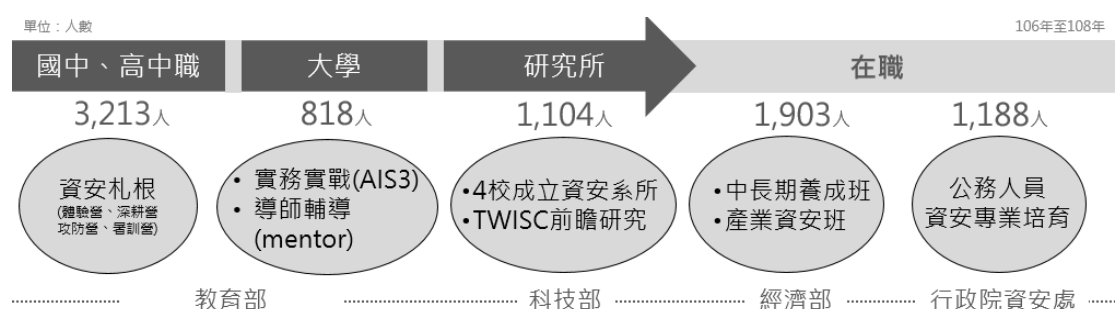 單位：人數
106年至108年
國中、高中職
大學
研究所
在職
3,213人
818人
1,104人
1,903人
1,188人
資安札根
(體驗營、深耕營
攻防營、暑訓營)
• 實務實戰(AIS3)
• 導師輔導
(mentor)
•4校成立資安系所
•TWISC前瞻研究
•中長期養成班
•產業資安班
公務人員
資安專業培育
教育部
科技部
經濟部
行政院資安處